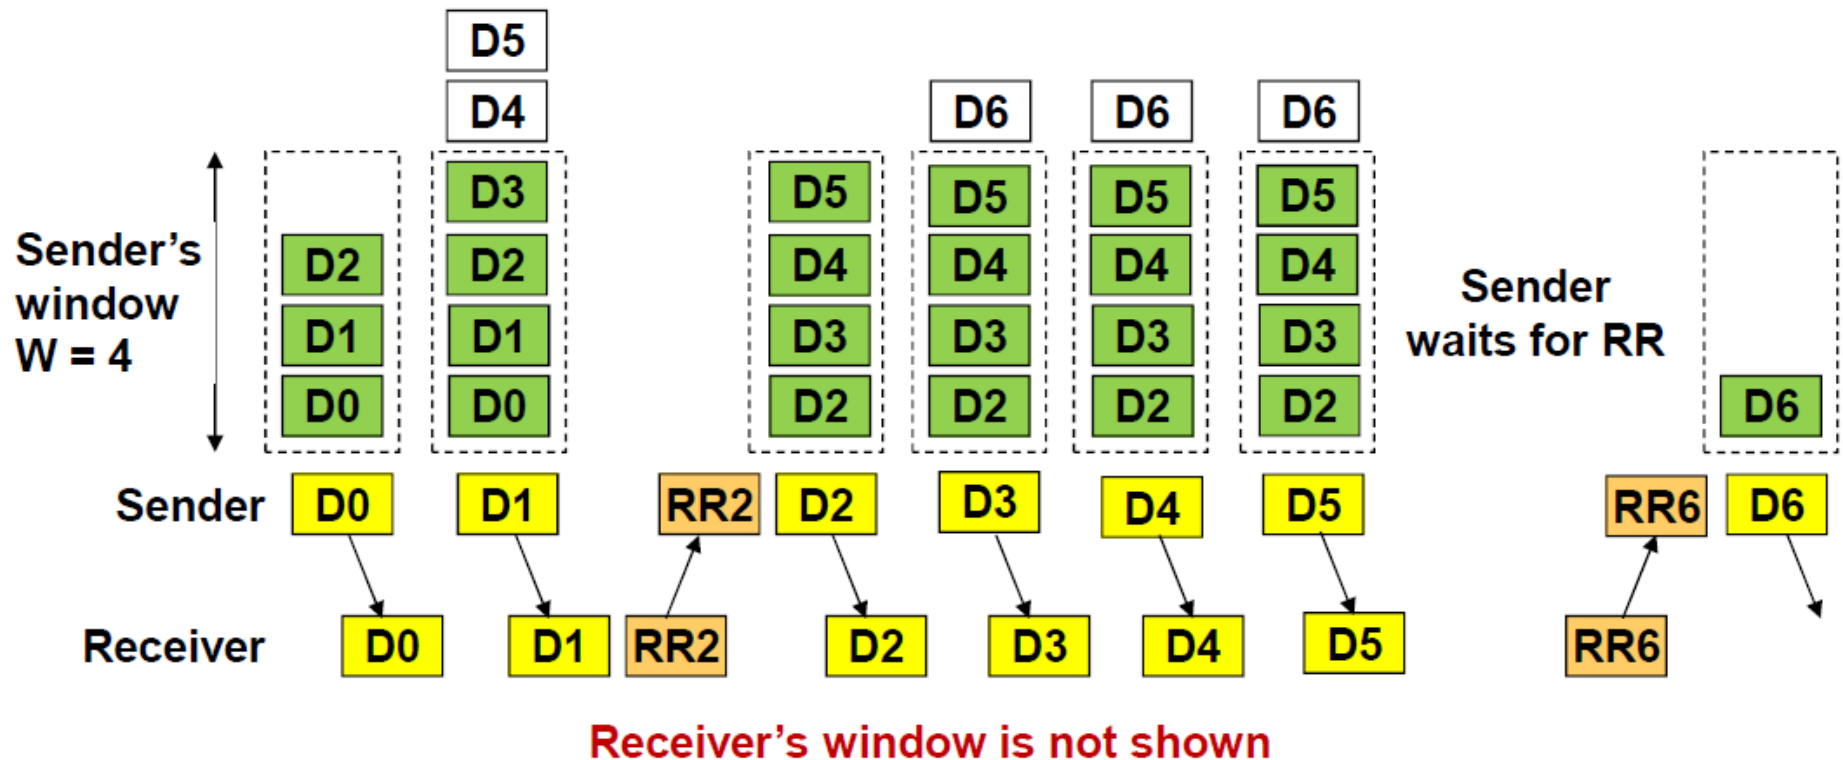 D5
D4 D6 D6 D6
D3 D5 D5 D5 D5
D2 D2 D4 D4 D4 D4
D1 D1 D3 D3 D3 D3
D0 D0 D2 D2 D2 D2 D6
Sender's
window
W = 4
Sender
waits for RR
Sender D0 D1 RR2 D2 D3 D4 D5 RR6 D6
Receiver D0 D1 RR2 D2 D3 D4 D5 RR6
Receiver's window is not shown